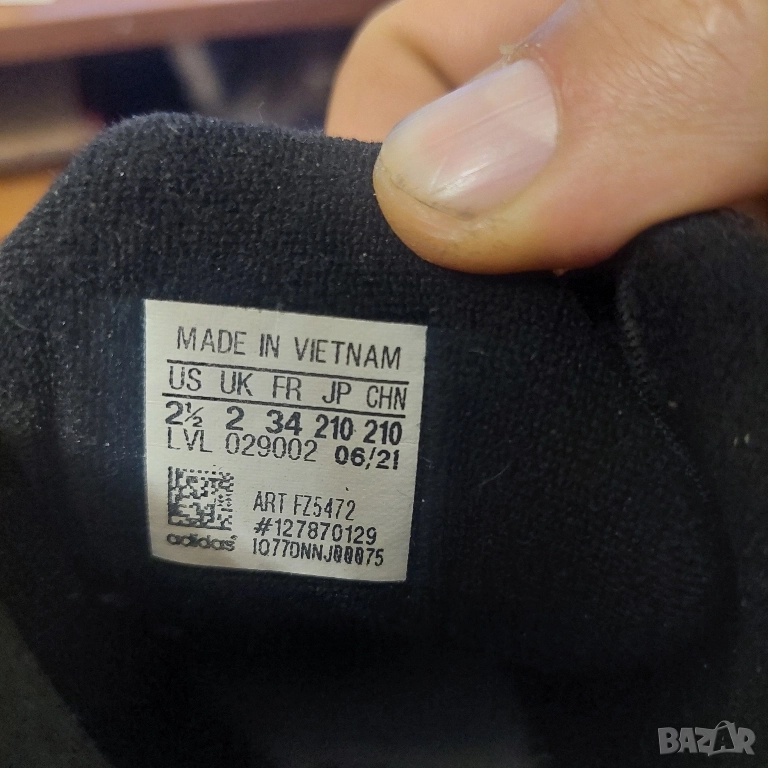 MADE IN VIETNAM
US UK FR JP CHN
2½ 2 34 210 210
LVL 029002 06/21
ART FZ5472
#127870129
adidas IO77DNNJ00075
BAZAR